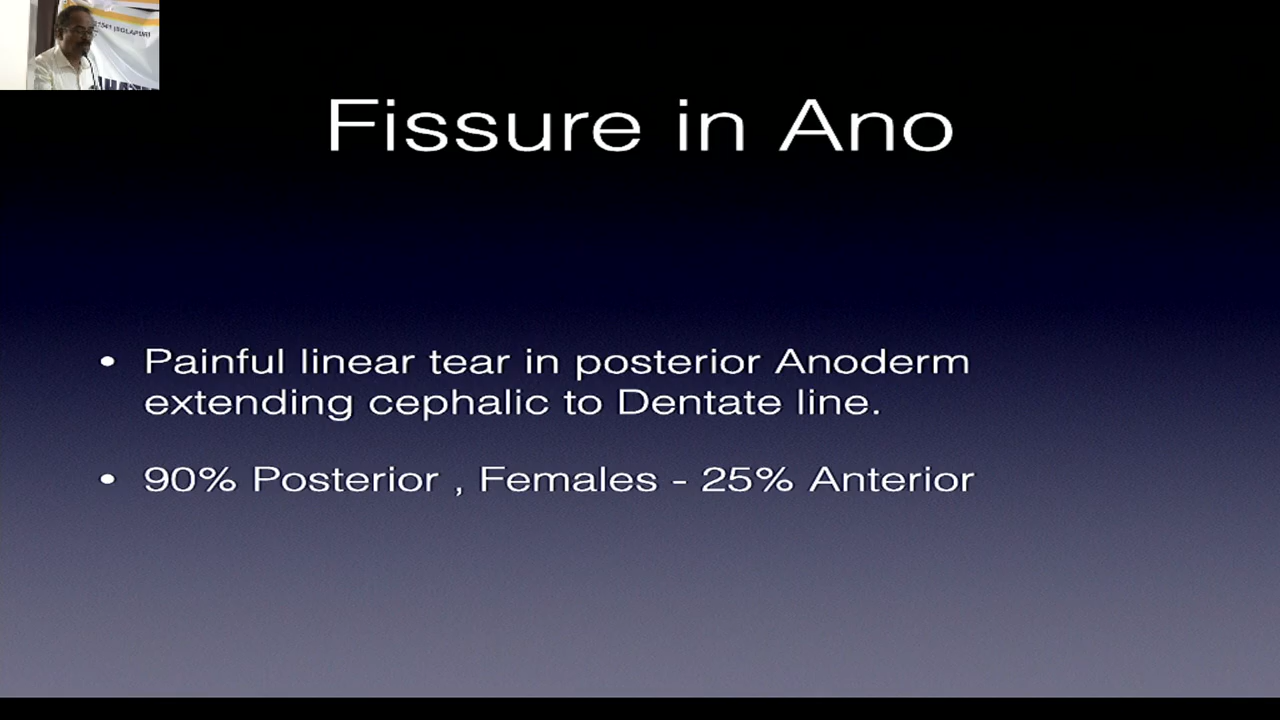 Fissure in Ano
• Painful linear tear in posterior Anoderm
extending cephalic to Dentate line.
• 90% Posterior , Females - 25% Anterior